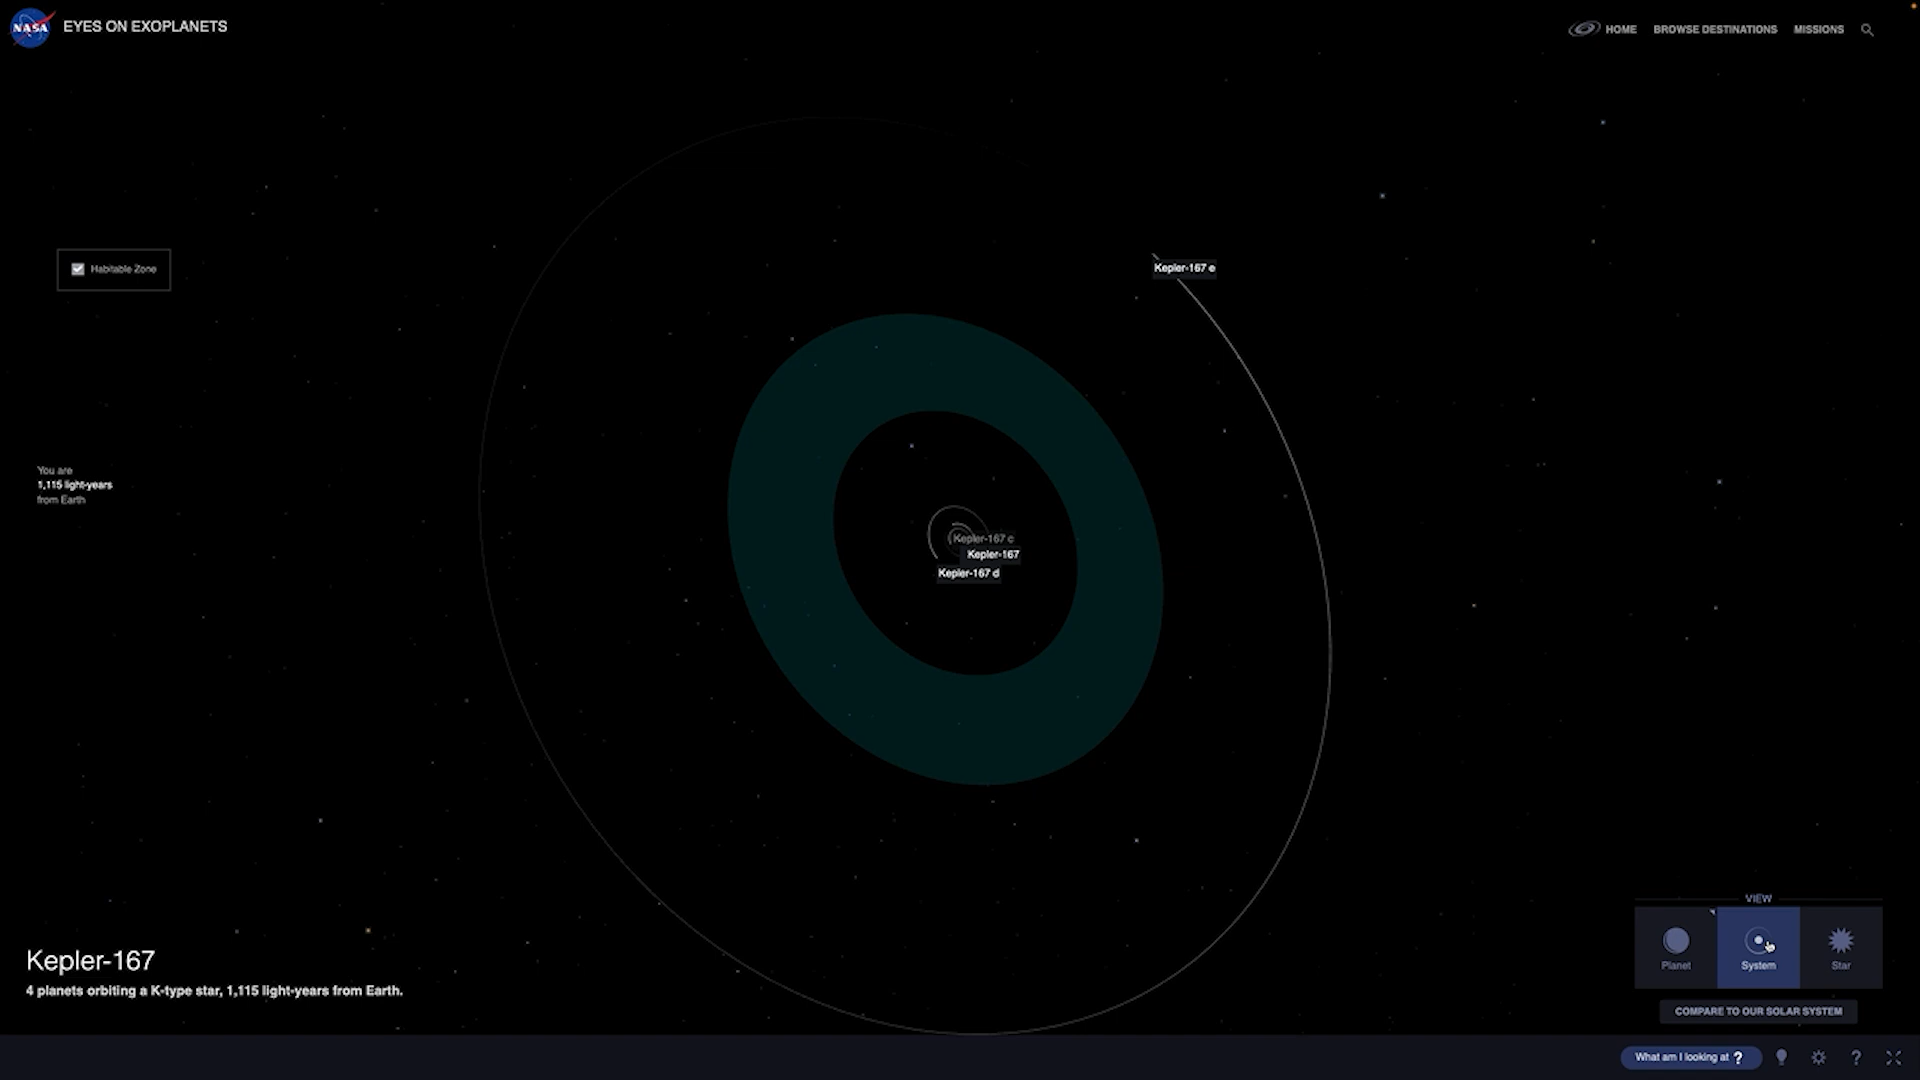 NASA
EYES ON EXOPLANETS
HOME
BROWSE DESTINATIONS
MISSIONS
Habitable Zone
Kepler-167 e
You are
1,115 light-years
from Earth
Kepler-167 c
Kepler-167
Kepler-167 d
Kepler-167
4 planets orbiting a K-type star, 1,115 light-years from Earth.
VIEW
Planet
System
Star
COMPARE TO OUR SOLAR SYSTEM
What am I looking at ?
?